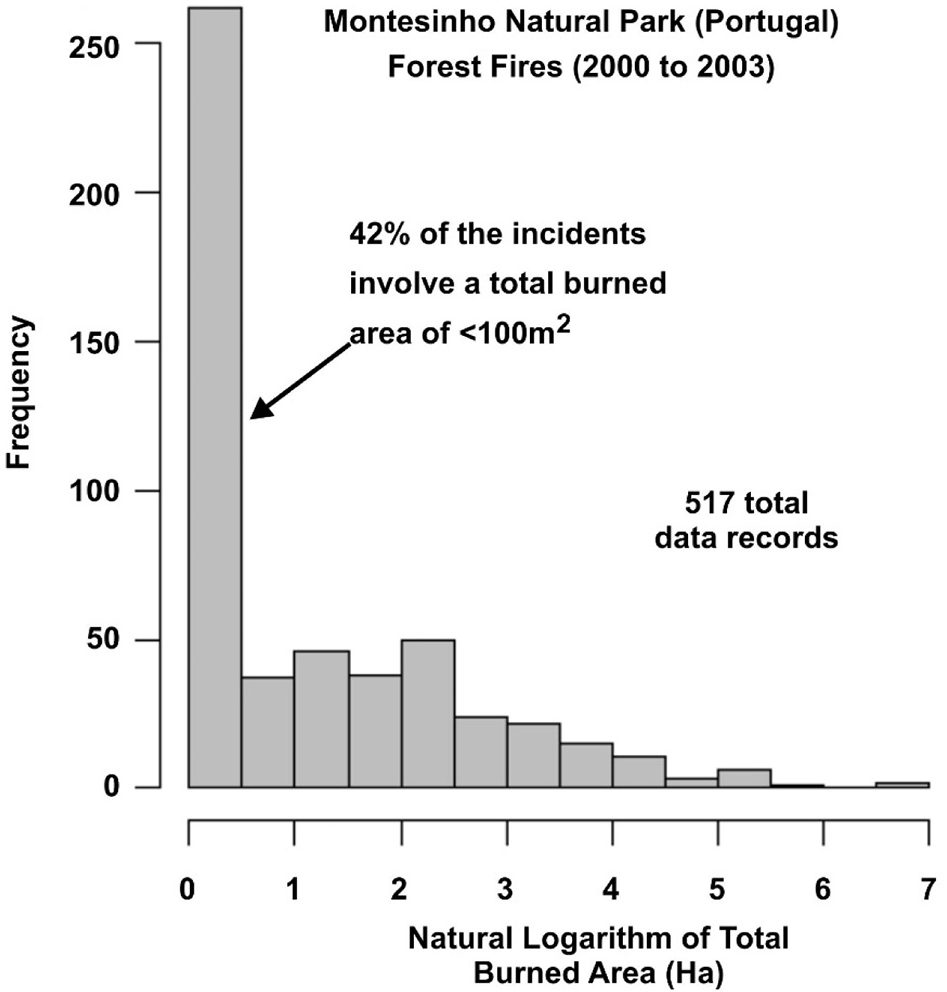 Montesinho Natural Park (Portugal)
Forest Fires (2000 to 2003)
250
200
150
100
50
0
Frequency
42% of the incidents
involve a total burned
area of <100m²
517 total
data records
0 1 2 3 4 5 6 7
Natural Logarithm of Total
Burned Area (Ha)